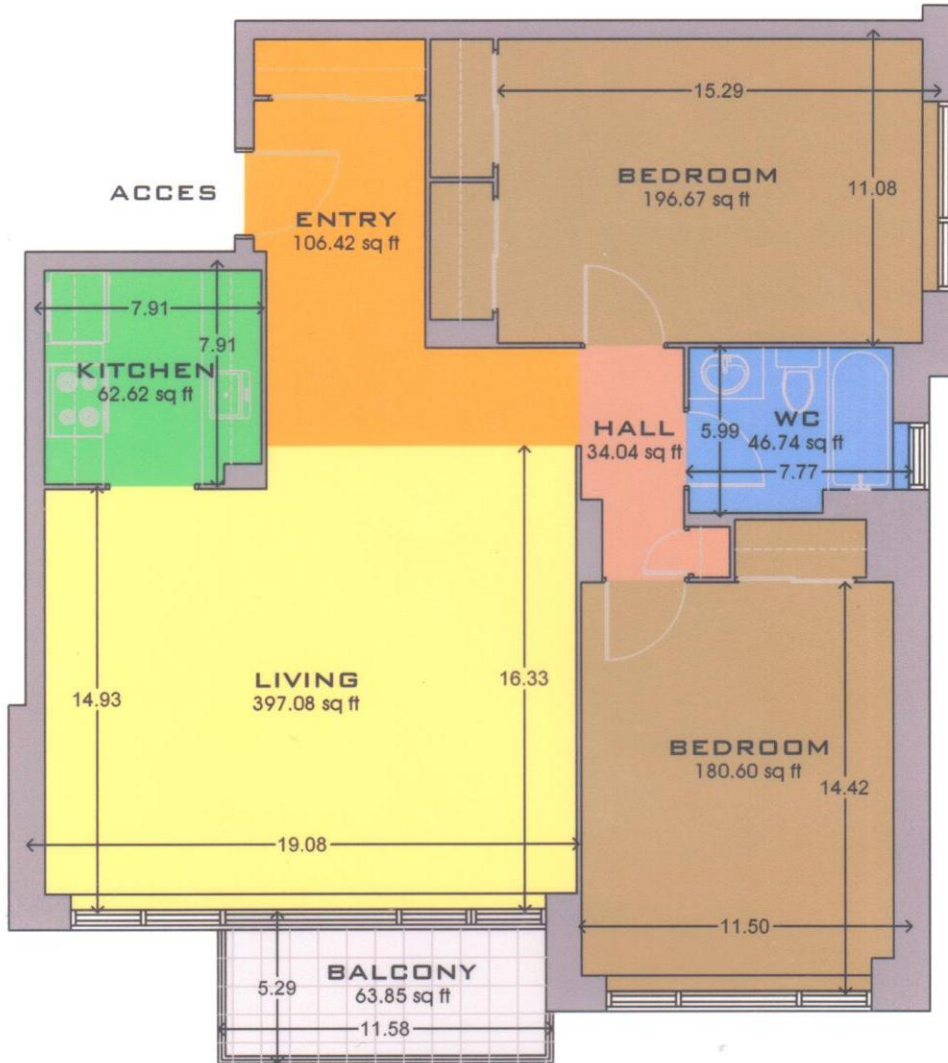 15.29
BEDROOM
196.67 sq ft
11.08
ACCES
ENTRY
106.42 sq ft
7.91
7.91
KITCHEN
62.62 sq ft
HALL
34.04 sq ft
5.99
WC
46.74 sq ft
7.77
14.93
LIVING
397.08 sq ft
16.33
19.08
BEDROOM
180.60 sq ft
14.42
11.50
BALCONY
63.85 sq ft
5.29
11.58